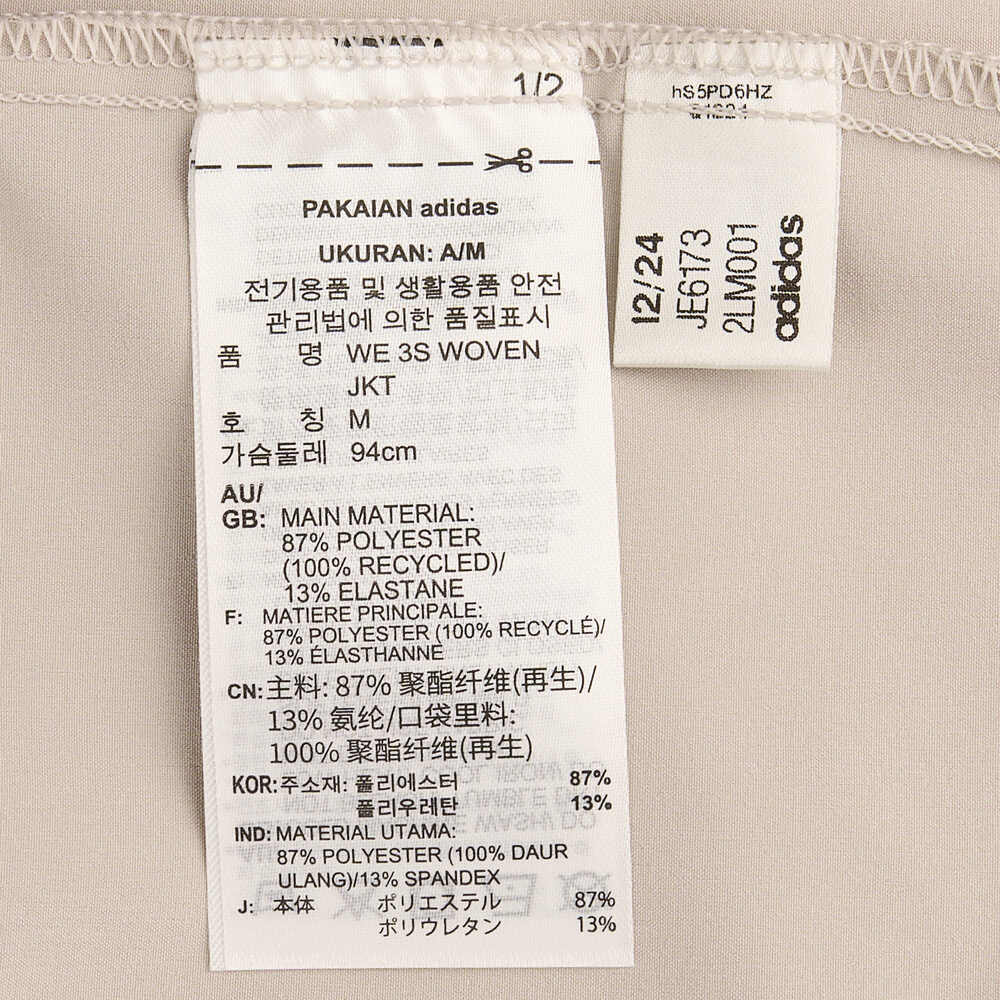 1/2
PAKAIAN adidas
UKURAN: A/M
전기용품 및 생활용품 안전
관리법에 의한 품질표시
품 명 WE 3S WOVEN
JKT
호 칭 M
가슴둘레 94cm
AU/
GB: MAIN MATERIAL:
87% POLYESTER
(100% RECYCLED)/
13% ELASTANE
F: MATIERE PRINCIPALE:
87% POLYESTER (100% RECYCLÉ)/
13% ÉLASTHANNE
CN: 主料: 87% 聚酯纤维(再生)/
13% 氨纶/口袋里料:
100% 聚酯纤维(再生)
KOR: 주소재: 폴리에스터 87%
폴리우레탄 13%
IND: MATERIAL UTAMA:
87% POLYESTER (100% DAUR
ULANG)/13% SPANDEX
J: 本体 ポリエステル 87%
ポリウレタン 13%
hS5PD6HZ
12/24
JE6173
2LM001
adidas